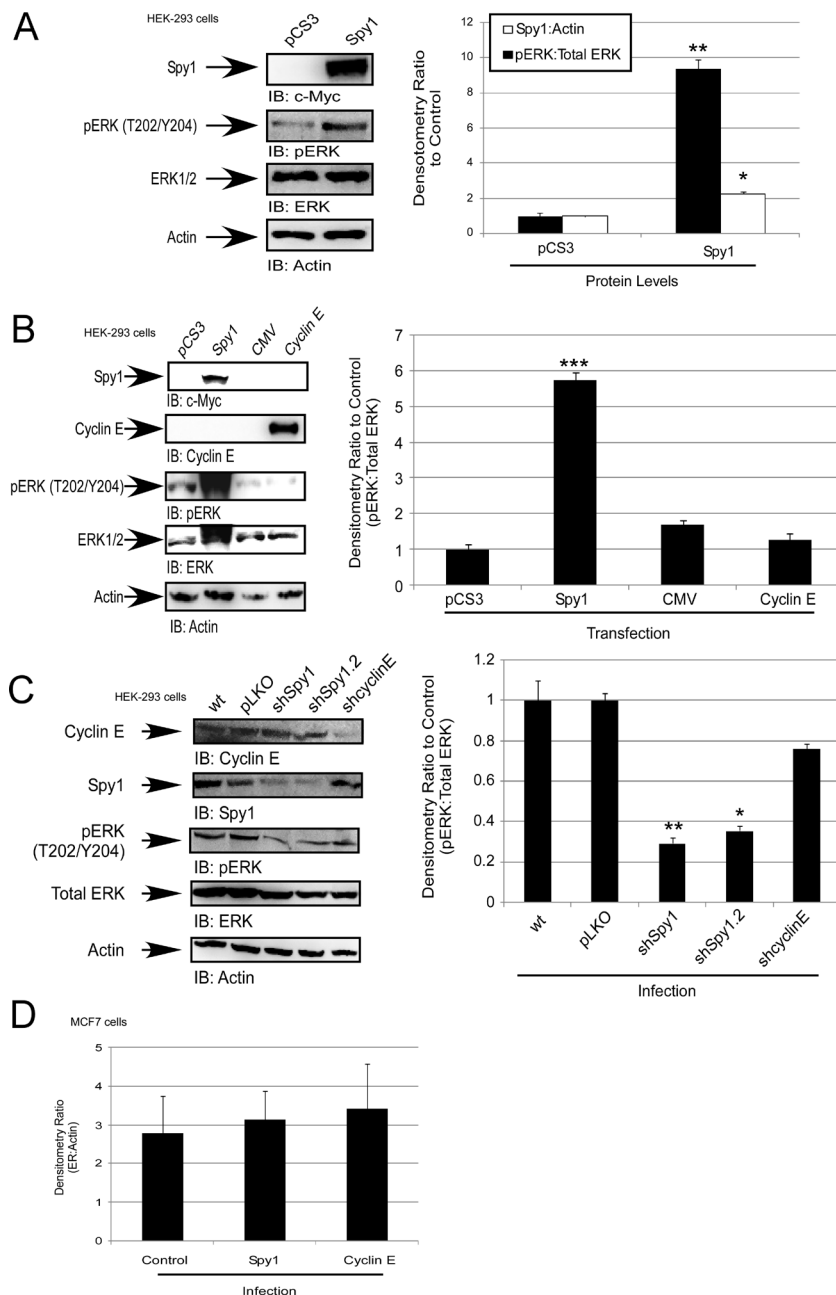 A
HEK-293 cells
pCS3 Spy1
Spy1
IB: c-Myc
pERK (T202/Y204)
IB: pERK
ERK1/2
IB: ERK
Actin
IB: Actin
Densotometry Ratio
to Control
12
10
8
6
4
2
0
Spy1:Actin
pERK:Total ERK
**
*
pCS3 Spy1
Protein Levels
B
HEK-293 cells
pCS3 Spy1 CMV Cyclin E
Spy1
IB: c-Myc
Cyclin E
IB: Cyclin E
pERK (T202/Y204)
IB: pERK
ERK1/2
IB: ERK
Actin
IB: Actin
Densitometry Ratio to Control
(pERK:Total ERK)
7
6
5
4
3
2
1
0
***
pCS3 Spy1 CMV Cyclin E
Transfection
C
HEK-293 cells
wt pLKO shSpy1 shSpy1.2 shcyclinE
Cyclin E
IB: Cyclin E
Spy1
IB: Spy1
pERK
(T202/Y204)
IB: pERK
Total ERK
IB: ERK
Actin
IB: Actin
Densitometry Ratio to Control
(pERK:Total ERK)
1.2
1
0.8
0.6
0.4
0.2
0
**
*
wt pLKO shSpy1 shSpy1.2 shcyclinE
Infection
D
MCF7 cells
Densitometry Ratio
(ER:Actin)
5
4
3
2
1
0
Control Spy1 Cyclin E
Infection